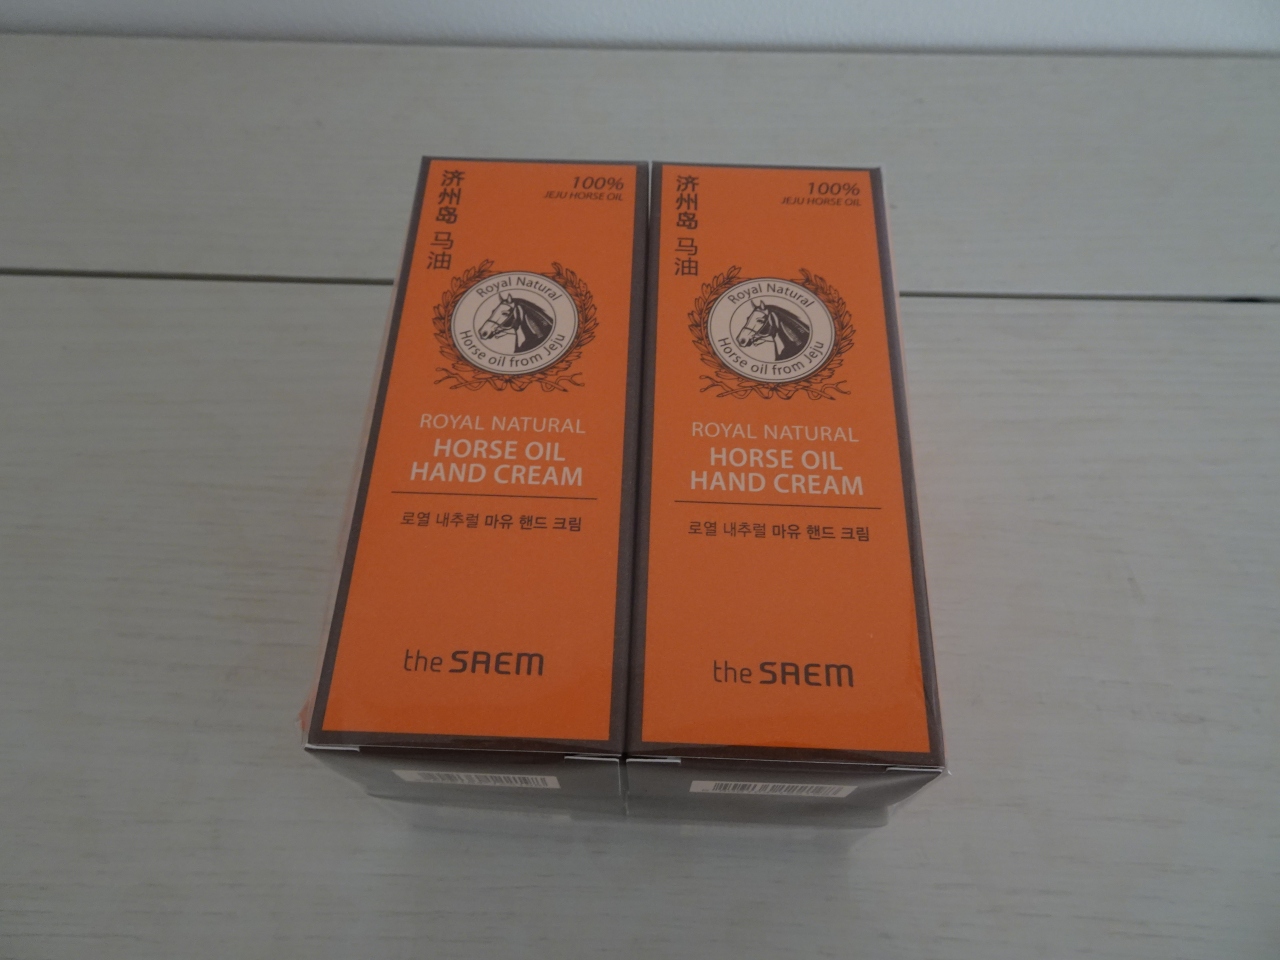 济州岛 马油
100%
JEJU HORSE OIL
Royal Natural
Horse oil from Jeju
ROYAL NATURAL
HORSE OIL
HAND CREAM
로열 내추럴 마유 핸드 크림
the SAEM
济州岛 马油
100%
JEJU HORSE OIL
Royal Natural
Horse oil from Jeju
ROYAL NATURAL
HORSE OIL
HAND CREAM
로열 내추럴 마유 핸드 크림
the SAEM